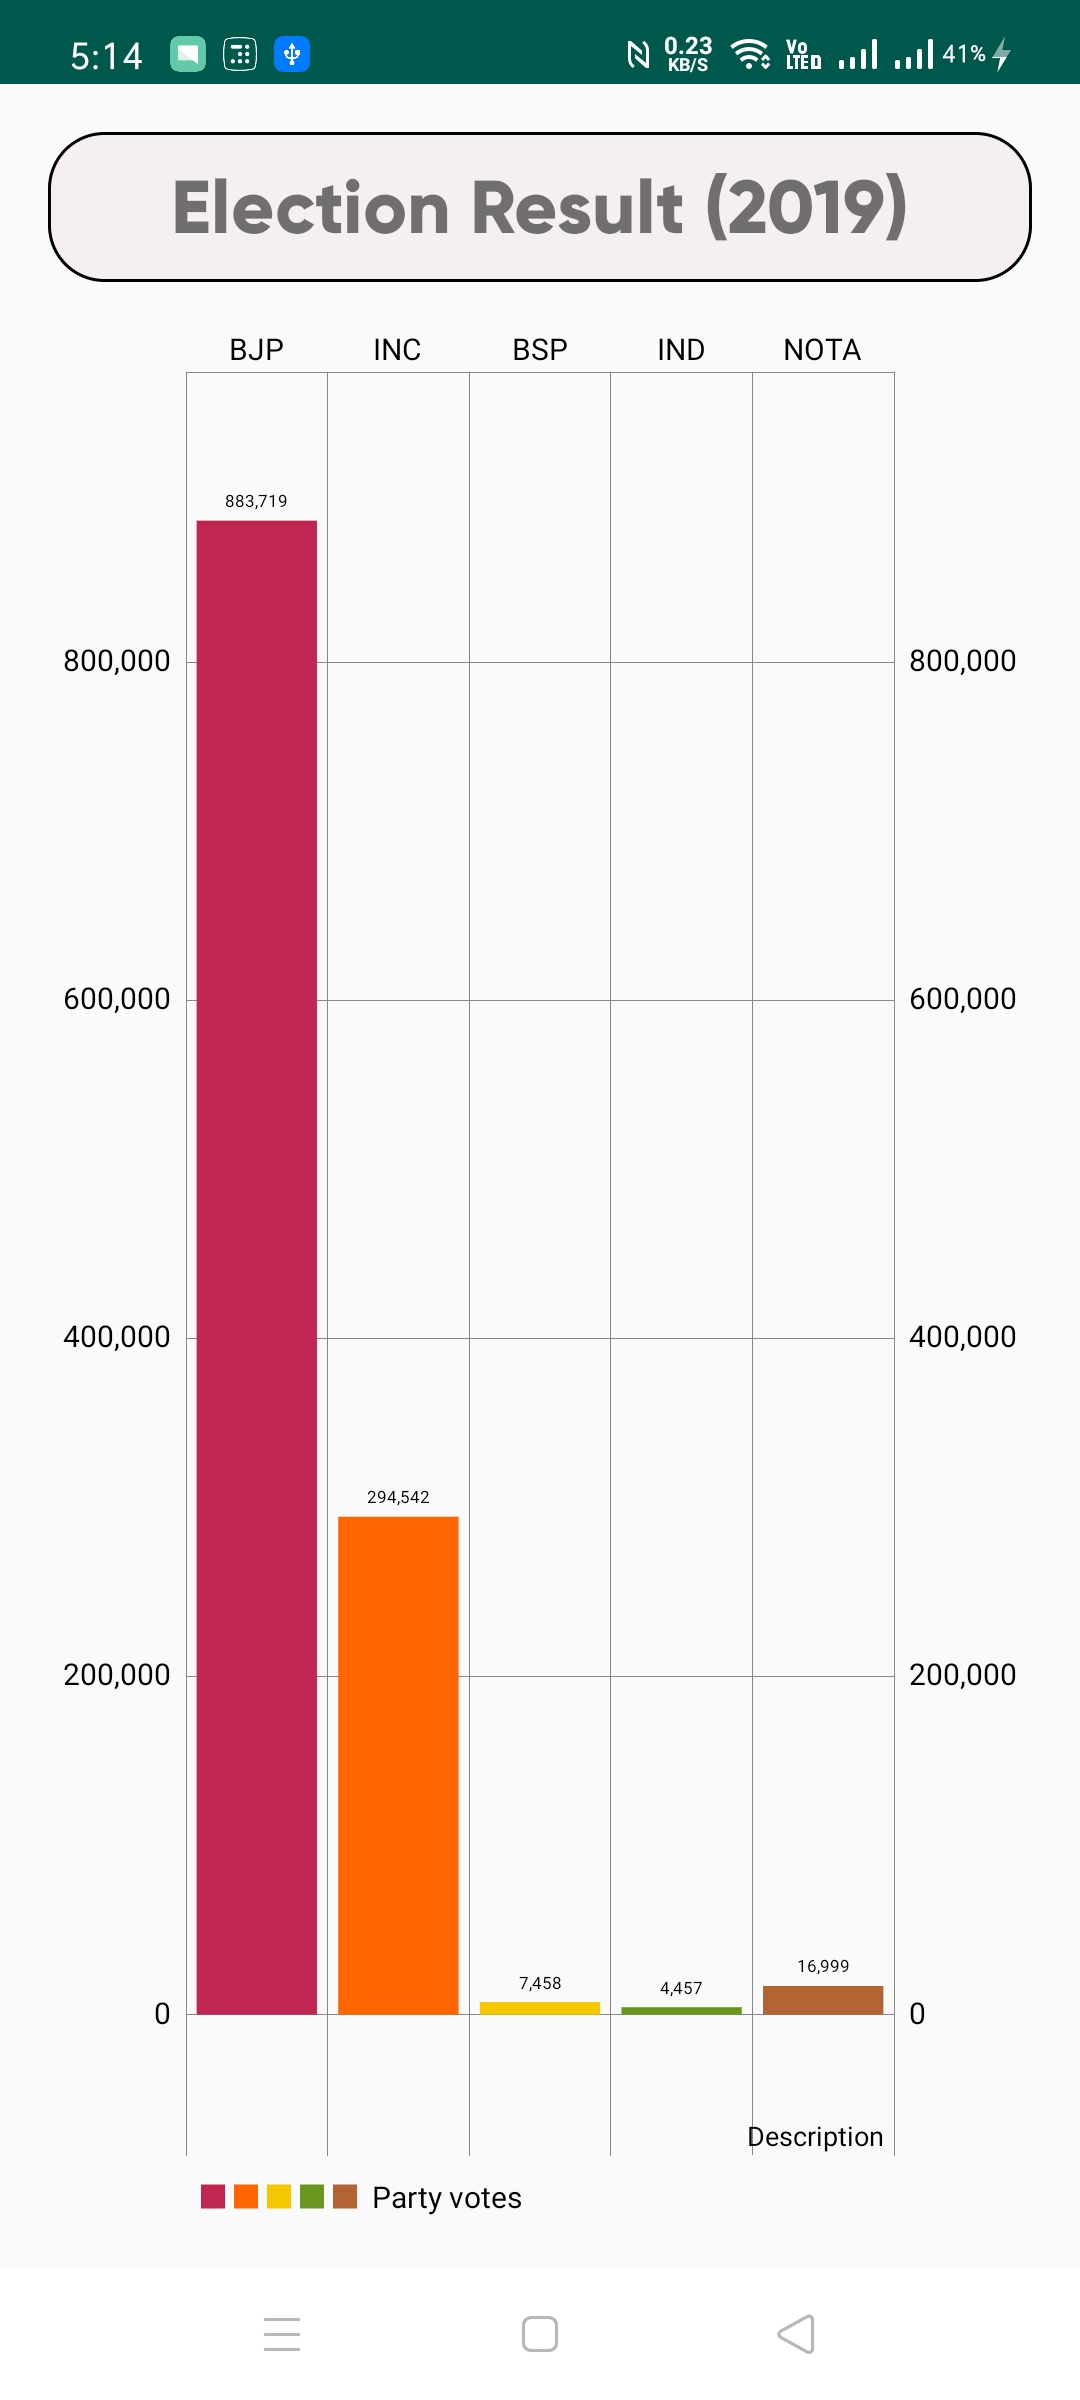 5:14 0.23 KB/S Vo LTE 41%
Election Result (2019)
BJP INC BSP IND NOTA
883,719
800,000 800,000
600,000 600,000
400,000 400,000
294,542
200,000 200,000
16,999
7,458 4,457
0 0
Description
Party votes